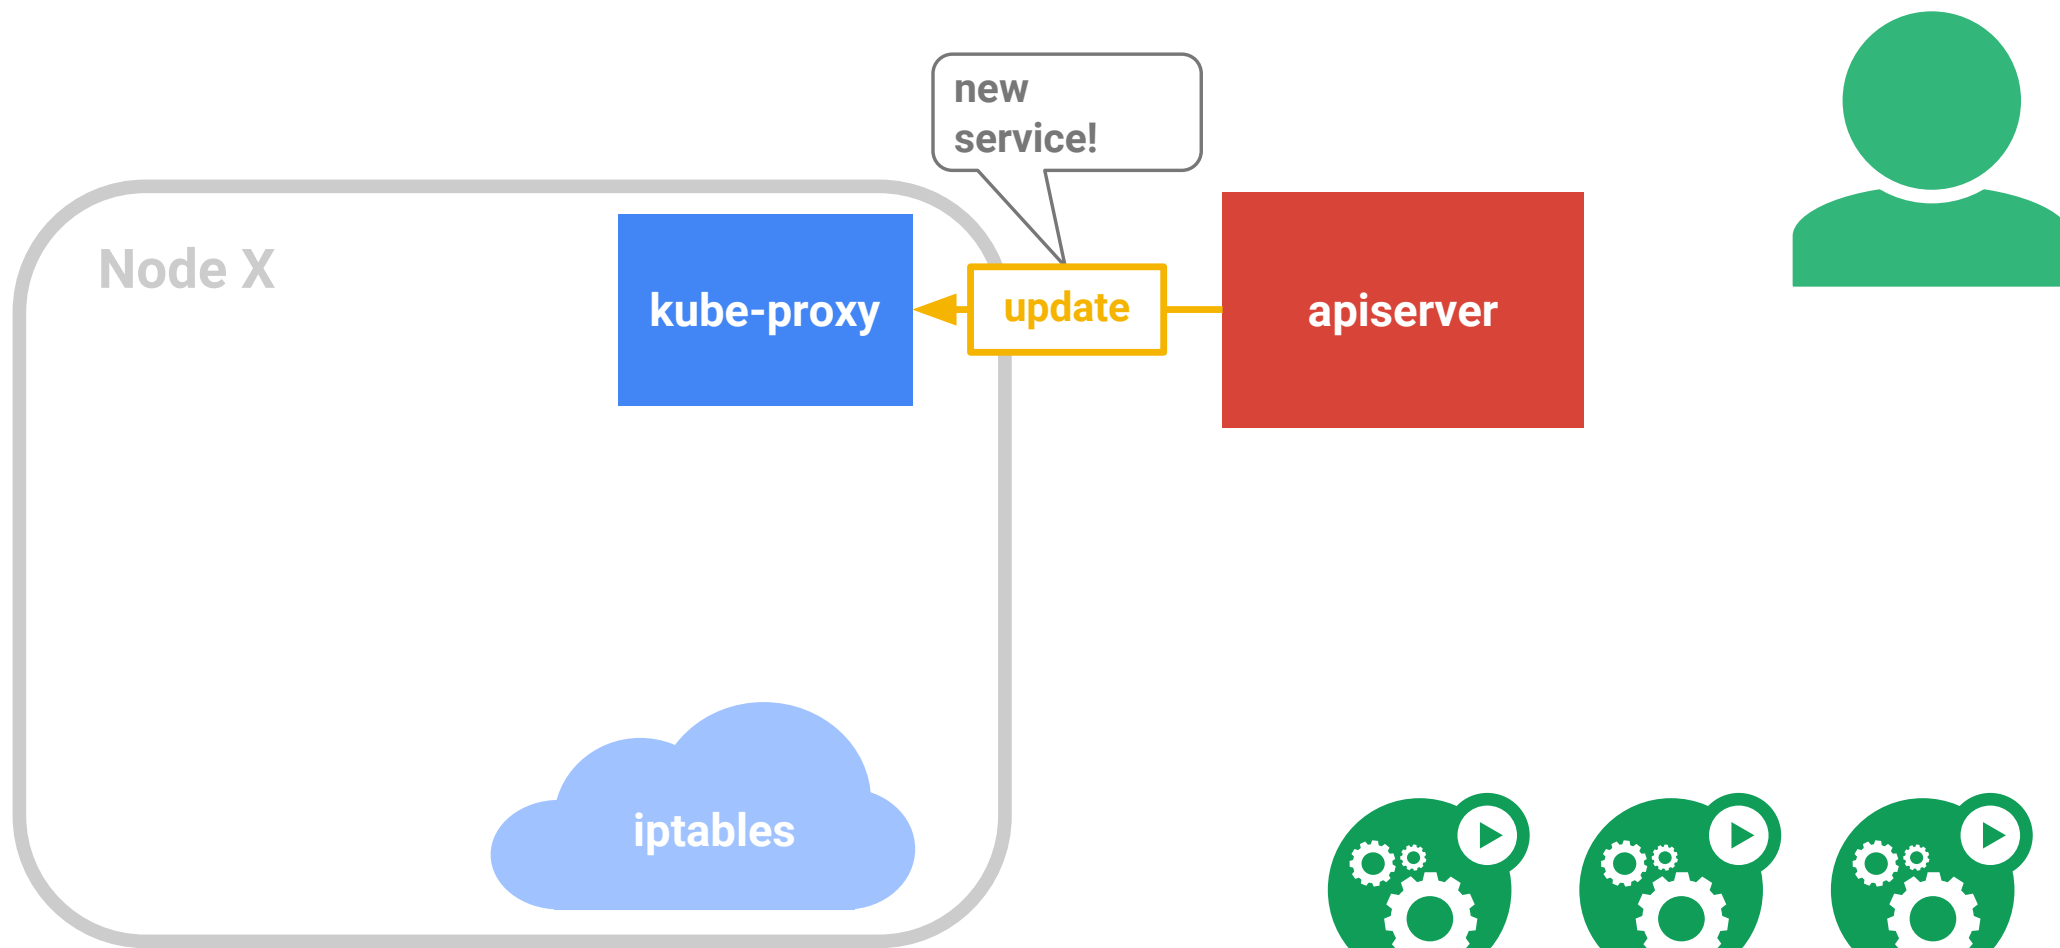 new
service!
Node X
kube-proxy
update
apiserver
iptables